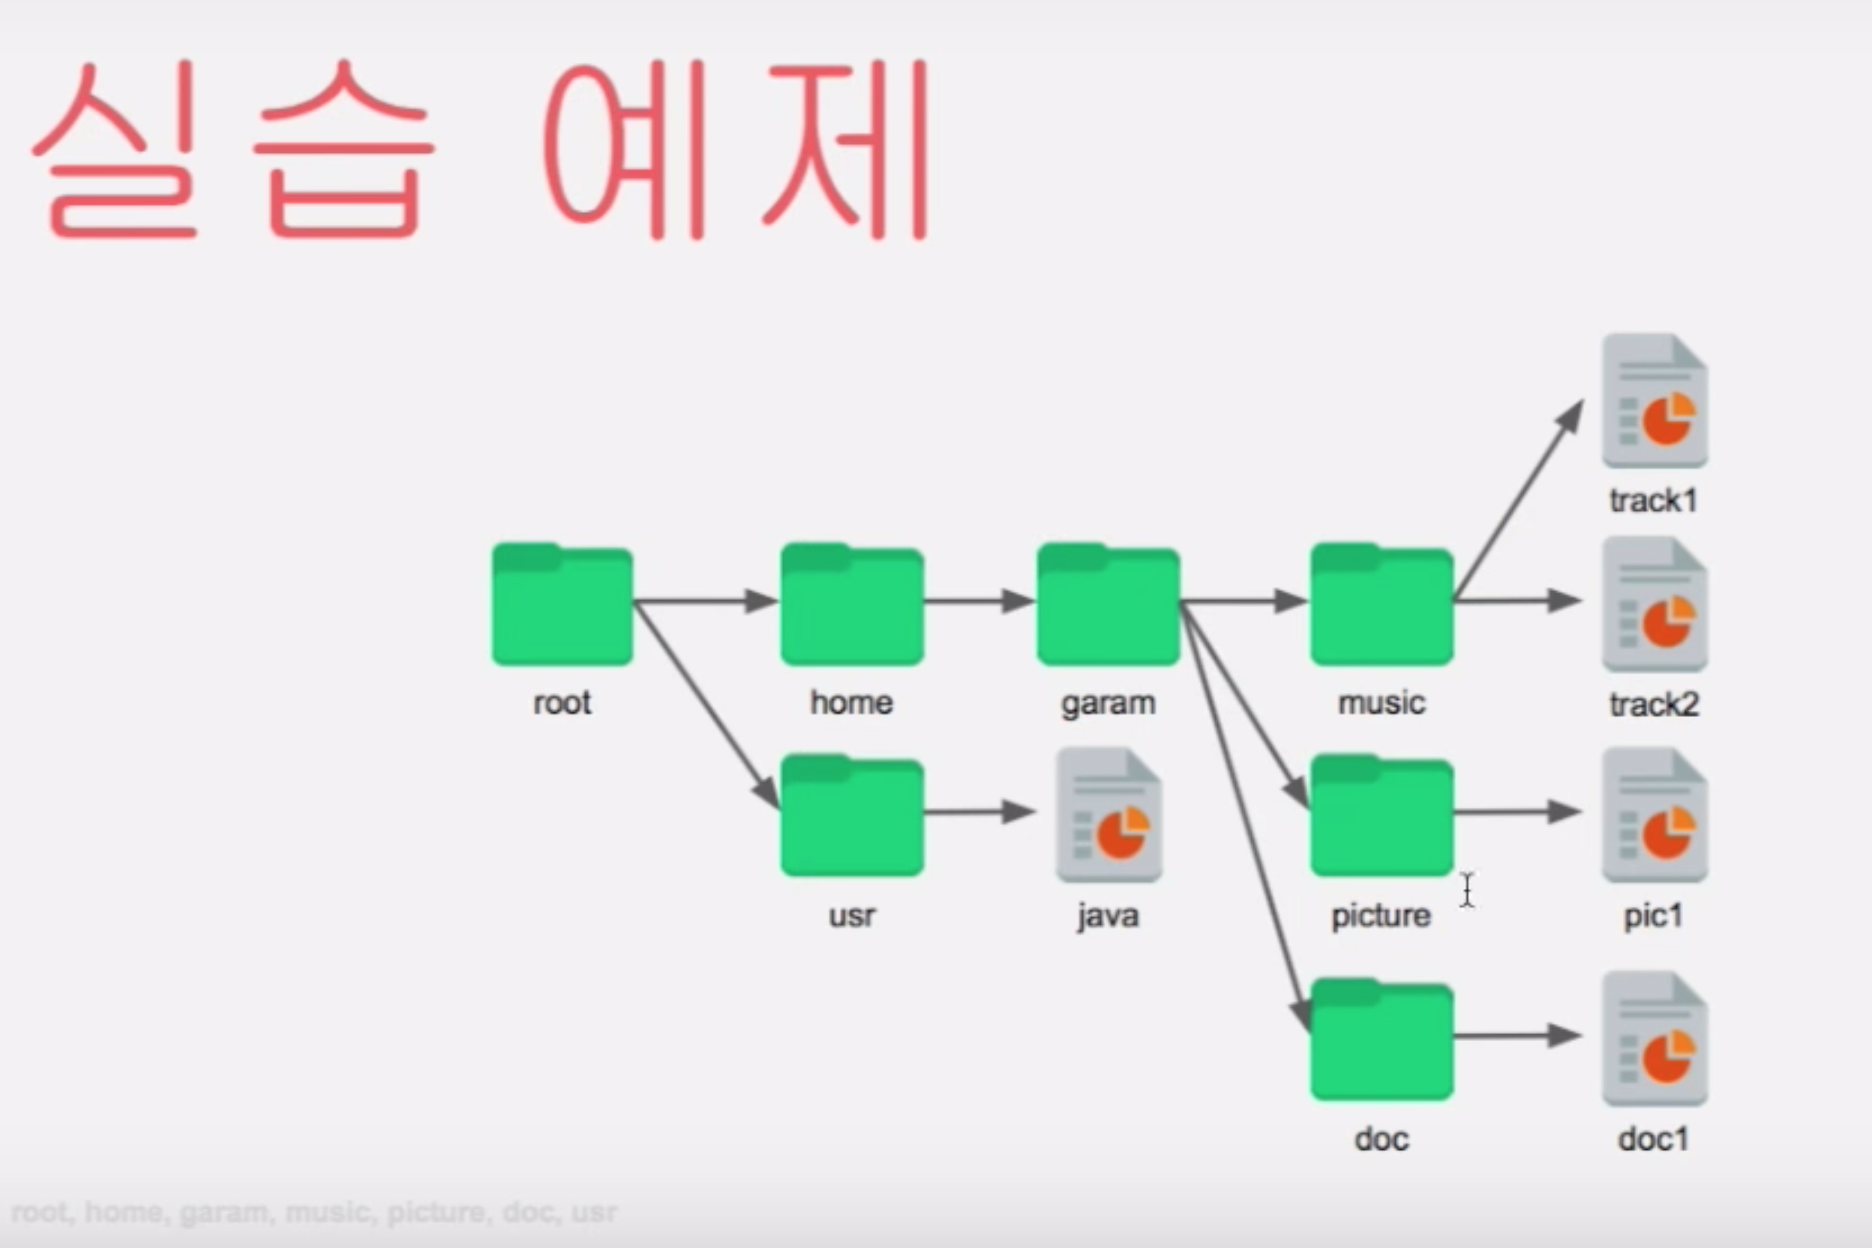 실습 예제
track1
root home garam music track2
usr java picture pic1
doc doc1
root, home, garam, music, picture, doc, usr